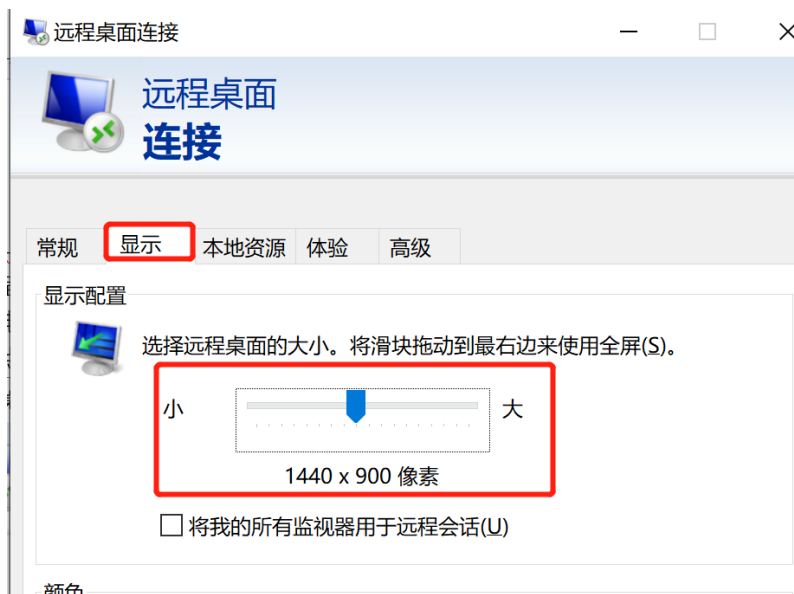 远程桌面连接
远程桌面
连接
常规 显示 本地资源 体验 高级
显示配置
选择远程桌面的大小。将滑块拖动到最右边来使用全屏(S)。
小 大
1440 x 900 像素
将我的所有监视器用于远程会话(U)
颜色